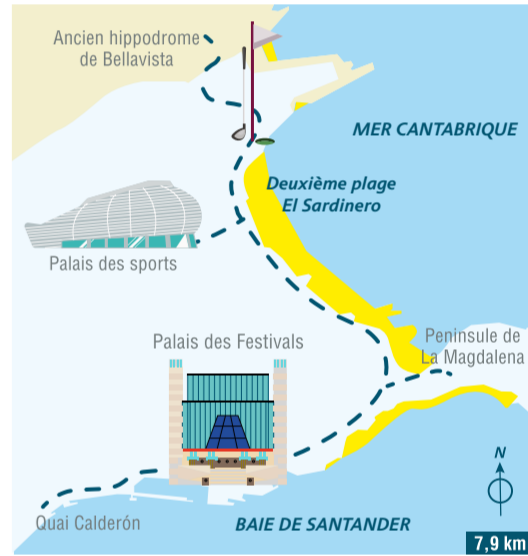 Ancien hippodrome
de Bellavista
MER CANTABRIQUE
Deuxième plage
El Sardinero
Palais des sports
Palais des Festivals
Peninsule de
La Magdalena
N
Quai Calderón
BAIE DE SANTANDER
7,9 km